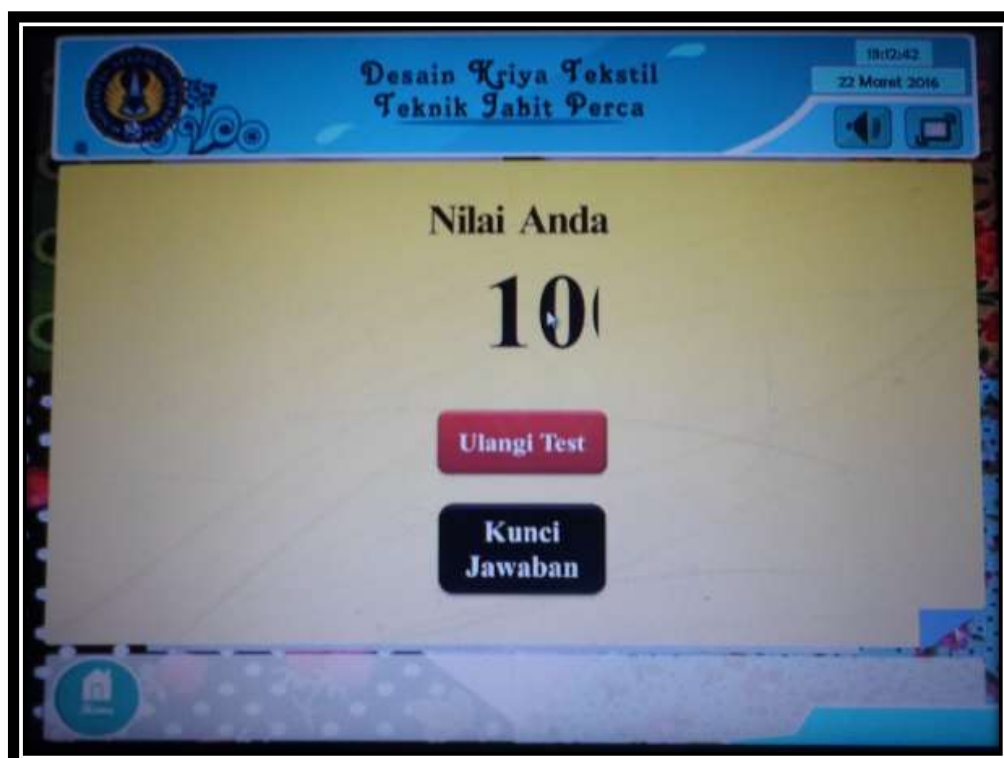 Desain Kriya Tekstil
Teknik Jahit Perca
22 Maret 2016
Nilai Anda
10
Ulangi Test
Kunci
Jawaban